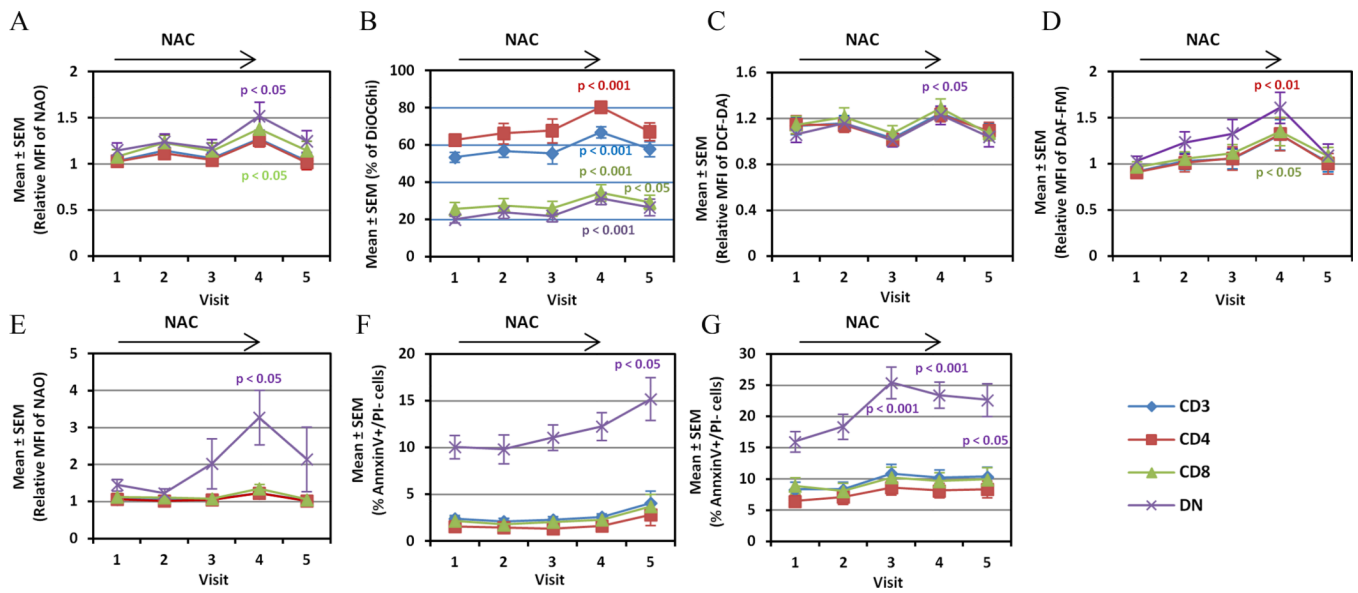 A
NAC
Mean ± SEM
(Relative MFI of NAO)
2
1.5
1
0.5
0
p < 0.05
p < 0.05
1 2 3 4 5
Visit
B
NAC
Mean ± SEM (% of DiOC6hi)
100
80
60
40
20
0
p < 0.001
p < 0.001
p < 0.001
p < 0.05
p < 0.001
1 2 3 4 5
Visit
C
NAC
Mean ± SEM
(Relative MFI of DCF-DA)
1.6
1.2
0.8
0.4
0
p < 0.05
1 2 3 4 5
Visit
D
NAC
Mean ± SEM
(Relative MFI of DAF-FM)
2
1.5
1
0.5
0
p < 0.01
p < 0.05
1 2 3 4 5
Visit
E
NAC
Mean ± SEM
(Relative MFI of NAO)
5
4
3
2
1
0
p < 0.05
1 2 3 4 5
Visit
F
NAC
Mean ± SEM
(% AnnxinV+/PI- cells)
20
15
10
5
0
p < 0.05
1 2 3 4 5
Visit
G
NAC
Mean ± SEM
(% AnnxinV+/PI- cells)
30
25
20
15
10
5
0
p < 0.001
p < 0.001
p < 0.05
1 2 3 4 5
Visit
CD3
CD4
CD8
DN